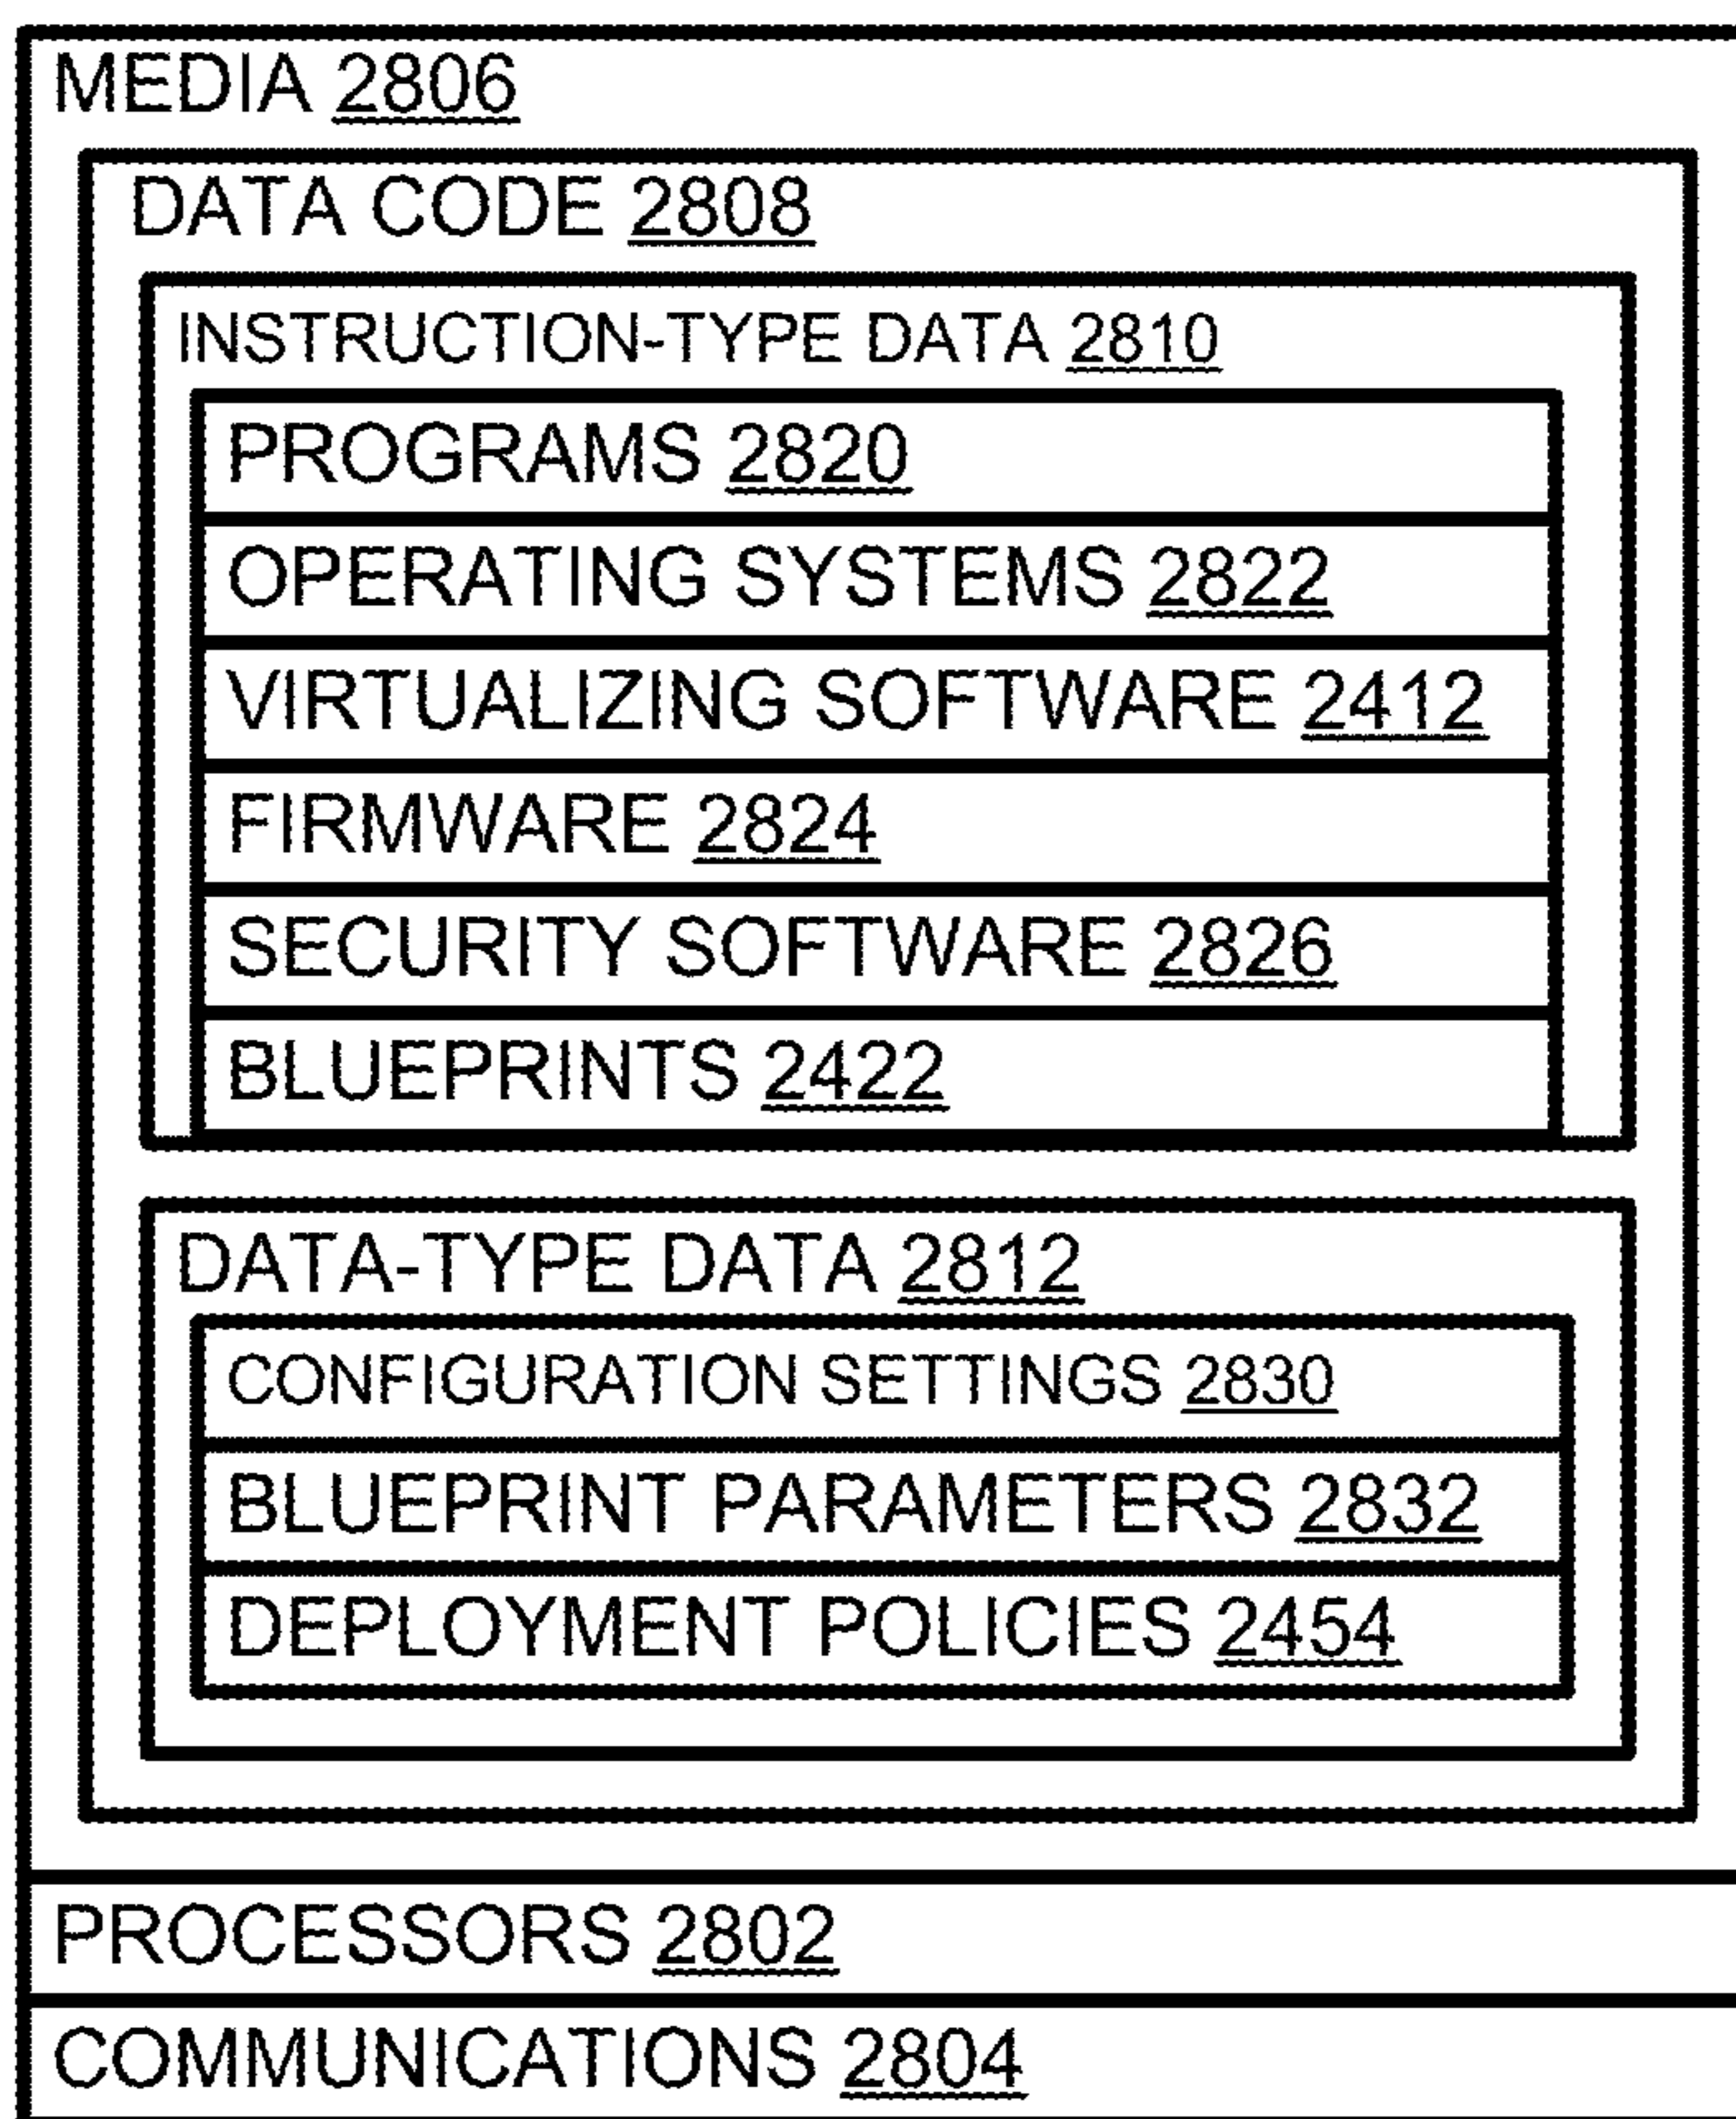 MEDIA 2806
DATA CODE 2808
INSTRUCTION-TYPE DATA 2810
PROGRAMS 2820
OPERATING SYSTEMS 2822
VIRTUALIZING SOFTWARE 2412
FIRMWARE 2824
SECURITY SOFTWARE 2826
BLUEPRINTS 2422
DATA-TYPE DATA 2812
CONFIGURATION SETTINGS 2830
BLUEPRINT PARAMETERS 2832
DEPLOYMENT POLICIES 2454
PROCESSORS 2802
COMMUNICATIONS 2804